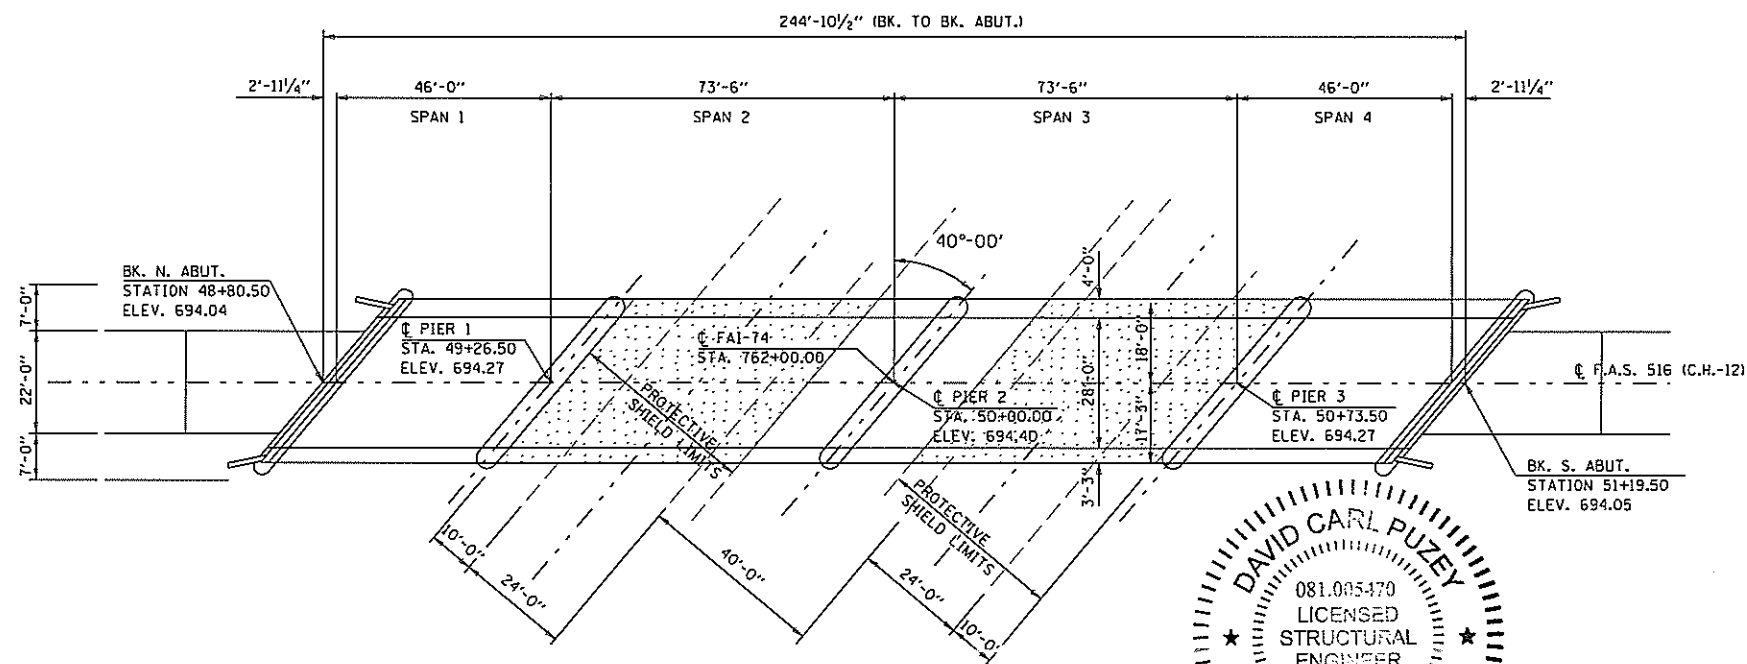 244'-10½" (BK. TO BK. ABUT.)
2'-11¼"
46'-0"
73'-6"
73'-6"
46'-0"
2'-11¼"
SPAN 1
SPAN 2
SPAN 3
SPAN 4
40°-00'
4'-0"
BK. N. ABUT.
STATION 48+80.50
ELEV. 694.04
7'-0"
22'-0"
7'-0"
℄ PIER 1
STA. 49+26.50
ELEV. 694.27
℄ FAI-74
STA. 762+00.00
18'-0"
28'-0"
17'-3"
3'-3"
℄ PIER 2
STA. 50+00.00
ELEV. 694.40
℄ PIER 3
STA. 50+73.50
ELEV. 694.27
℄ F.A.S. 516 (C.H.-12)
BK. S. ABUT.
STATION 51+19.50
ELEV. 694.05
PROTECTIVE
SHIELD LIMITS
PROTECTIVE
SHIELD LIMITS
10'-0"
24'-0"
40'-0"
24'-0"
10'-0'
DAVID CARL PUZEY
081.005470
LICENSED
STRUCTURAL
ENGINEER